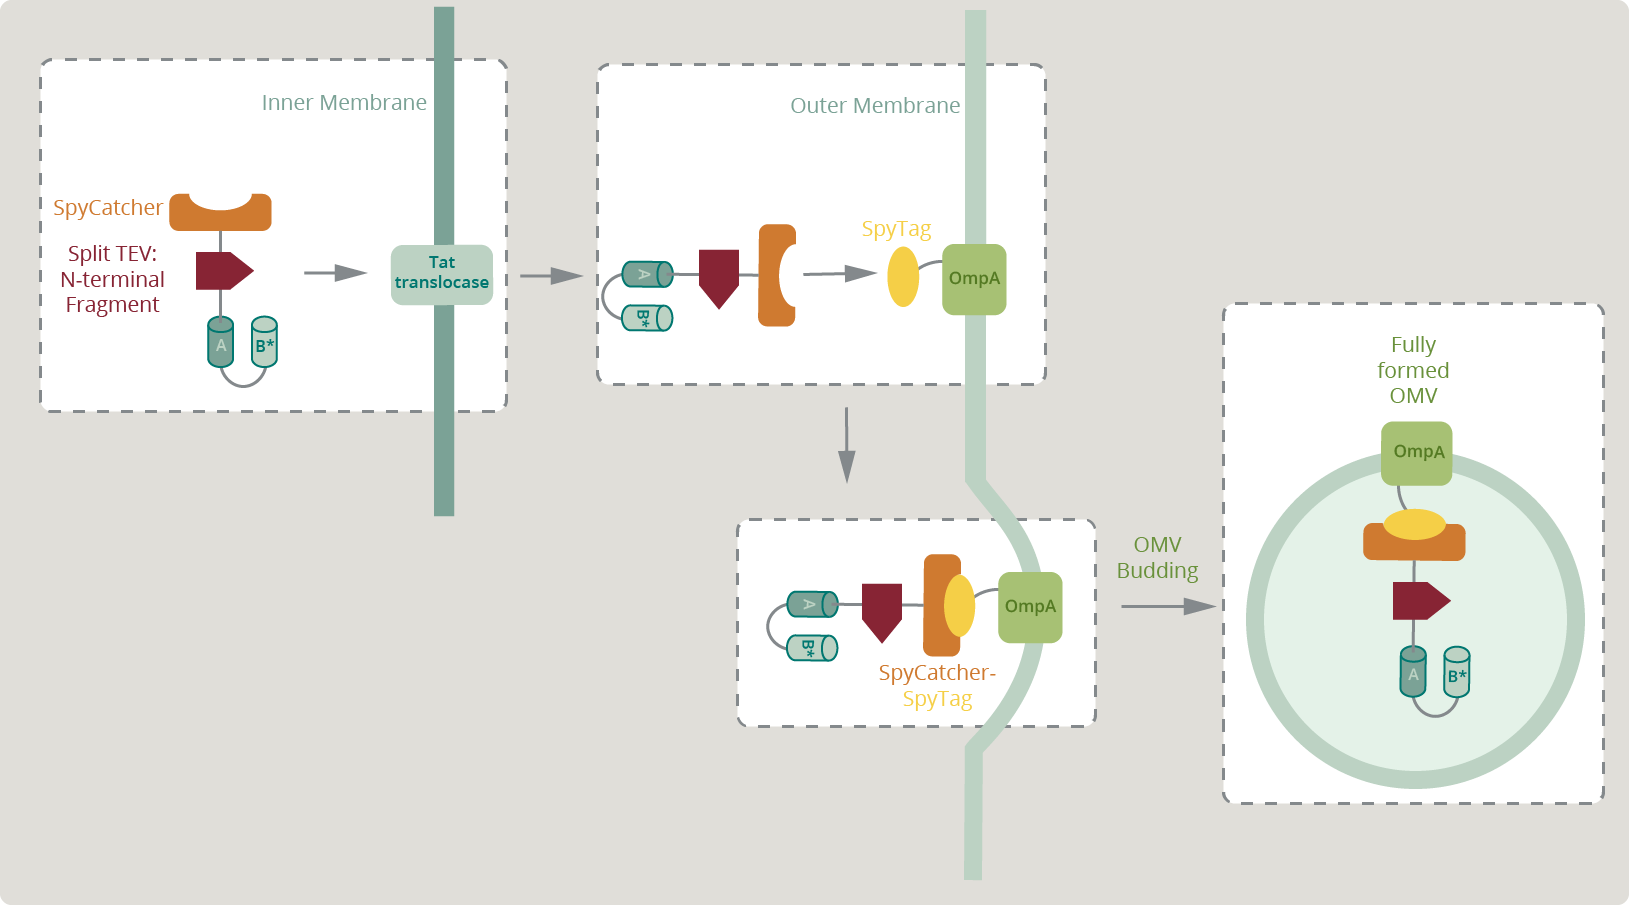 Inner Membrane
SpyCatcher
Split TEV:
N-terminal
Fragment
A
B*
Tat
translocase
Outer Membrane
SpyTag
OmpA
A
B*
A
B*
OmpA
SpyCatcher-
SpyTag
OMV
Budding
Fully
formed
OMV
OmpA
A
B*